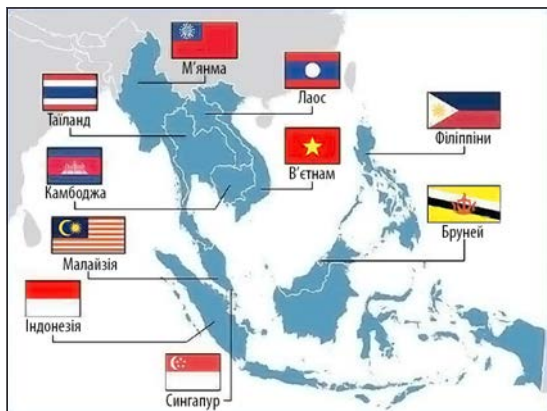 М'янма
Лаос
Таїланд
Філіппіни
Камбоджа
В'єтнам
Бруней
Малайзія
Індонезія
Сингапур